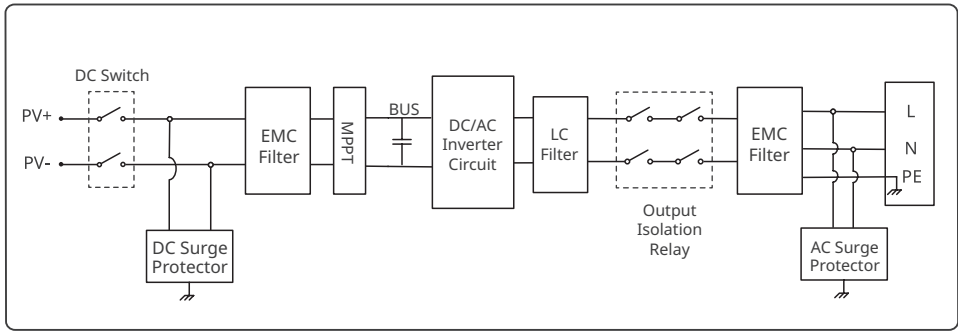 DC Switch
PV+
PV-
DC Surge
Protector
EMC
Filter
MPPT
BUS
DC/AC
Inverter
Circuit
LC
Filter
Output
Isolation
Relay
EMC
Filter
L
N
PE
AC Surge
Protector